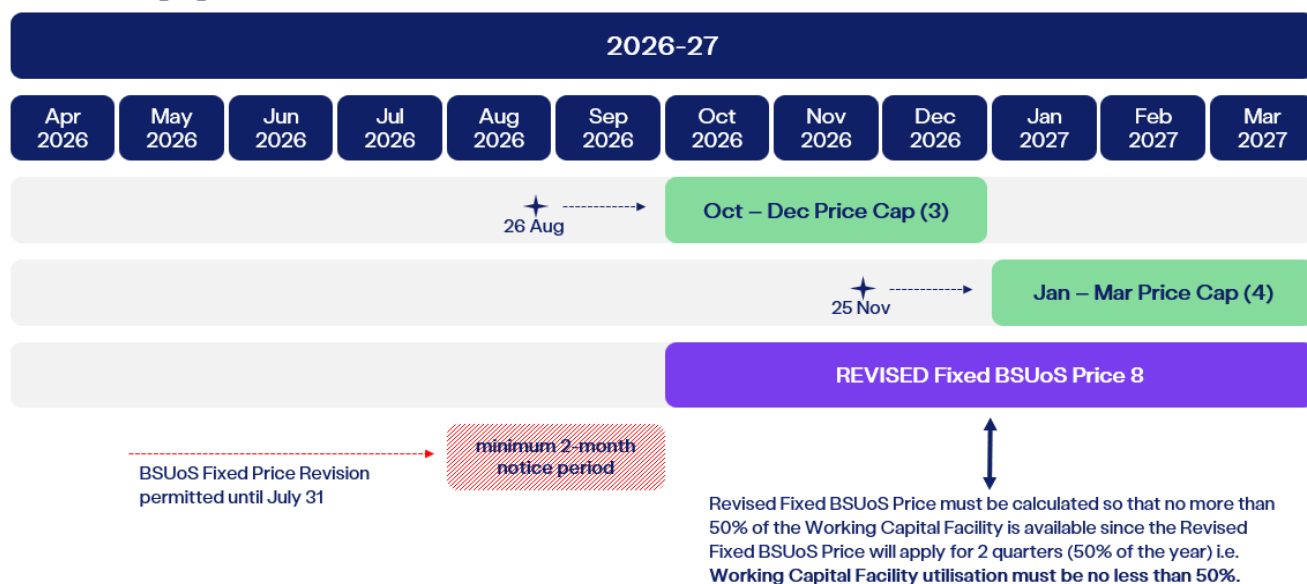 2026-27
Apr 2026
May 2026
Jun 2026
Jul 2026
Aug 2026
Sep 2026
Oct 2026
Nov 2026
Dec 2026
Jan 2027
Feb 2027
Mar 2027
26 Aug
Oct – Dec Price Cap (3)
25 Nov
Jan – Mar Price Cap (4)
REVISED Fixed BSUoS Price 8
BSUoS Fixed Price Revision
permitted until July 31
minimum 2-month
notice period
Revised Fixed BSUoS Price must be calculated so that no more than
50% of the Working Capital Facility is available since the Revised
Fixed BSUoS Price will apply for 2 quarters (50% of the year) i.e.
Working Capital Facility utilisation must be no less than 50%.